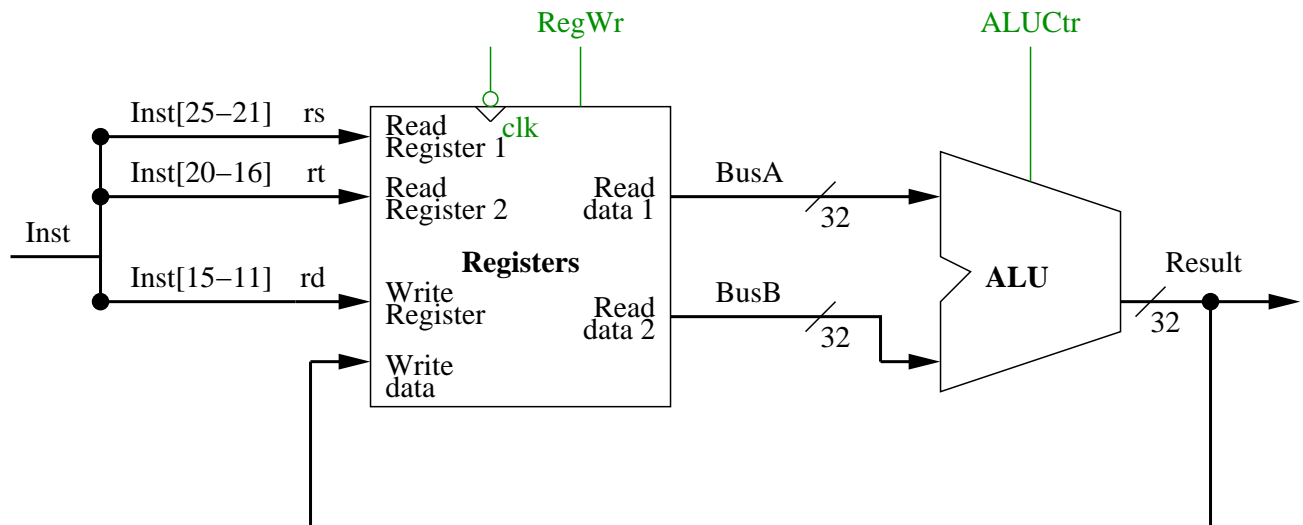 RegWr
ALUCtr
Inst[25−21] rs
Inst[20−16] rt
Inst
Inst[15−11] rd
clk
Read
Register 1
Read
Register 2
Write
Register
Write
data
Registers
Read
data 1
Read
data 2
BusA
32
BusB
32
ALU
Result
32